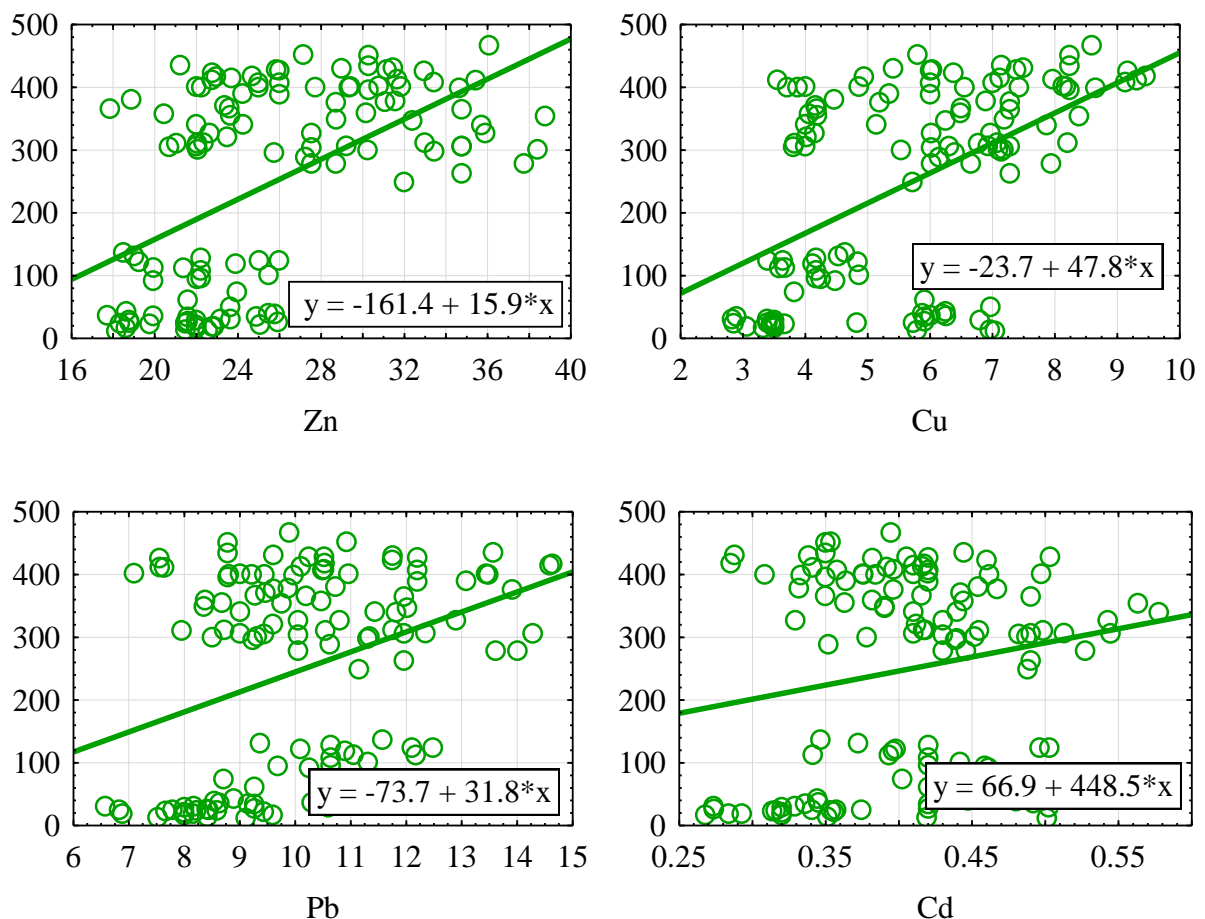 500
400
300
200
100
0
y = -161.4 + 15.9*x
16 20 24 28 32 36 40
Zn
500
400
300
200
100
0
y = -23.7 + 47.8*x
2 3 4 5 6 7 8 9 10
Cu
500
400
300
200
100
0
y = -73.7 + 31.8*x
6 7 8 9 10 11 12 13 14 15
Pb
500
400
300
200
100
0
y = 66.9 + 448.5*x
0.25 0.35 0.45 0.55
Cd